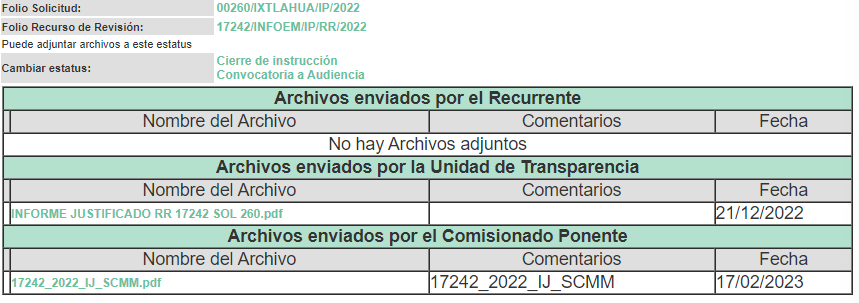 Folio Solicitud: 00260/IXTLAHUA/IP/2022
Folio Recurso de Revisión: 17242/INFOEM/IP/RR/2022
Puede adjuntar archivos a este estatus
Cambiar estatus: Cierre de instrucción
Convocatoria a Audiencia
Archivos enviados por el Recurrente
Nombre del Archivo Comentarios Fecha
No hay Archivos adjuntos
Archivos enviados por la Unidad de Transparencia
Nombre del Archivo Comentarios Fecha
INFORME JUSTIFICADO RR 17242 SOL 260.pdf 21/12/2022
Archivos enviados por el Comisionado Ponente
Nombre del Archivo Comentarios Fecha
17242_2022_IJ_SCMM.pdf 17242_2022_IJ_SCMM 17/02/2023